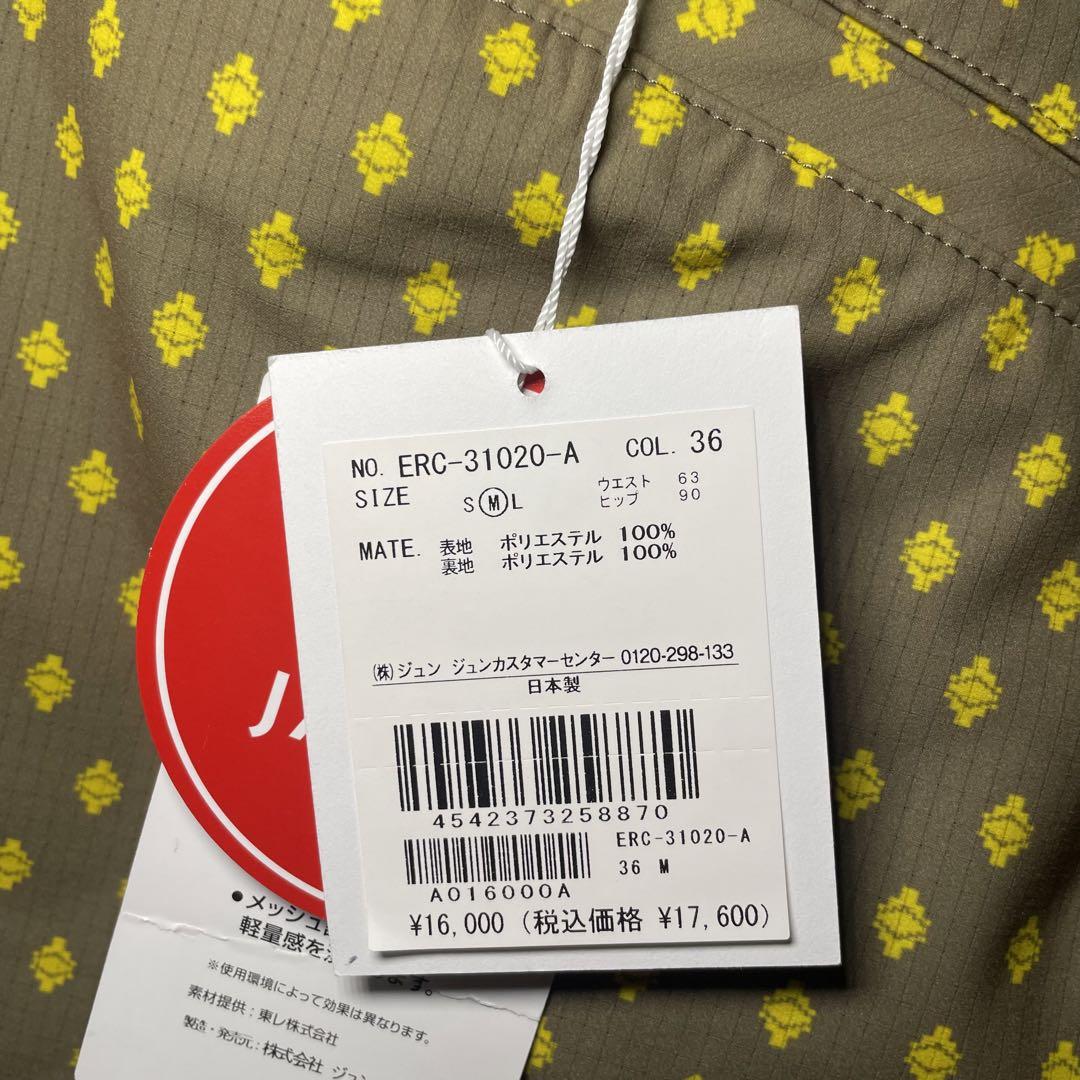 NO. ERC-31020-A COL. 36
SIZE S M L ウエスト 63
ヒップ 90
MATE. 表地 ポリエステル 100%
裏地 ポリエステル 100%
(株)ジュン ジュンカスタマーセンター 0120-298-133
日本製
4542373258870
ERC-31020-A
36 M
A016000A
¥16,000 (税込価格 ¥17,600)
J
●メッシュ
軽量感を
ます。
※使用環境によって効果は異なります。
素材提供:東レ株式会社
製造・発売元:株式会社 ジュン